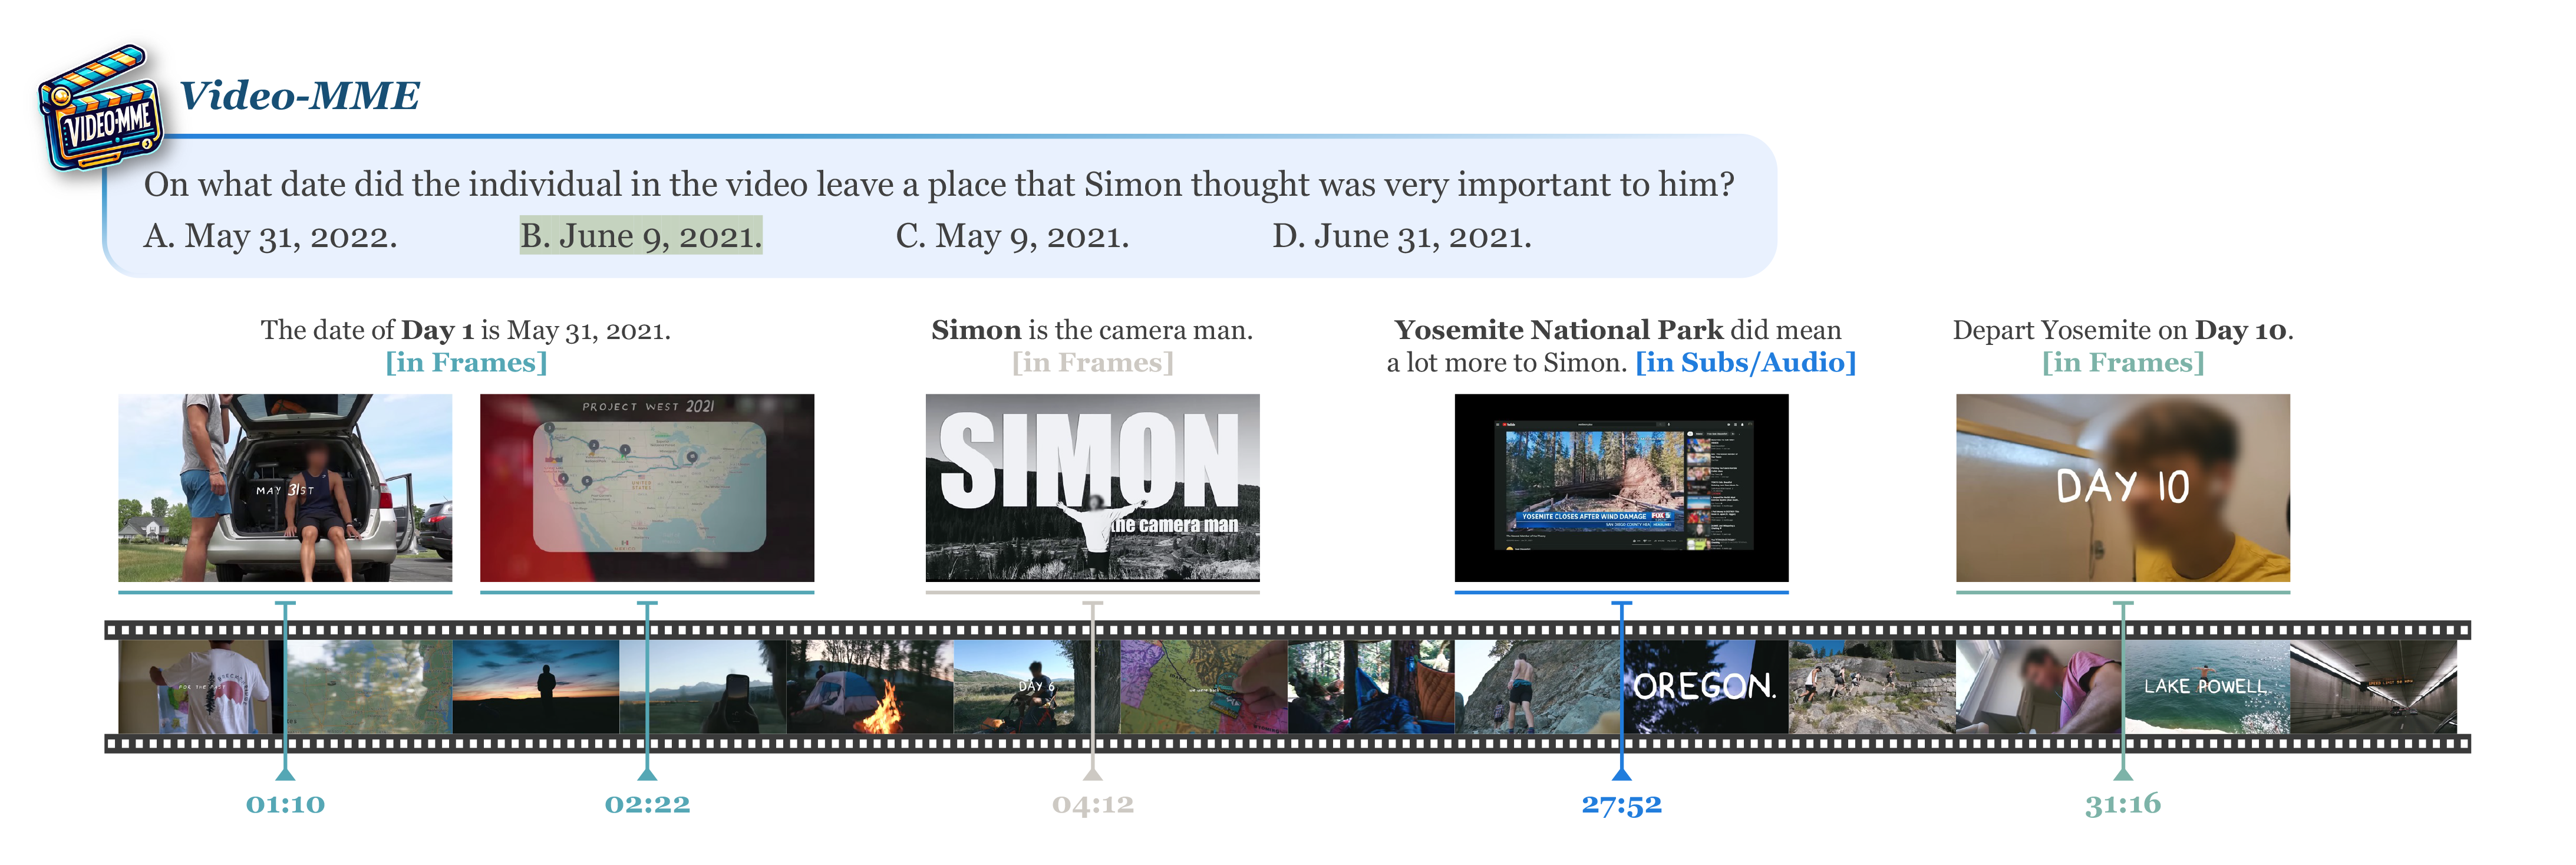 VIDEO-MME
Video-MME
On what date did the individual in the video leave a place that Simon thought was very important to him?
A. May 31, 2022.
B. June 9, 2021.
C. May 9, 2021.
D. June 31, 2021.
The date of Day 1 is May 31, 2021.
[in Frames]
Simon is the camera man.
[in Frames]
Yosemite National Park did mean
a lot more to Simon. [in Subs/Audio]
Depart Yosemite on Day 10.
[in Frames]
MAY 31ST
PROJECT WEST 2021
SIMON
the camera man
YOSEMITE CLOSES AFTER WIND DAMAGE
FOX 5
DAY 10
FOR THE PAST
DAY 6
OREGON.
LAKE POWELL
01:10
02:22
04:12
27:52
31:16